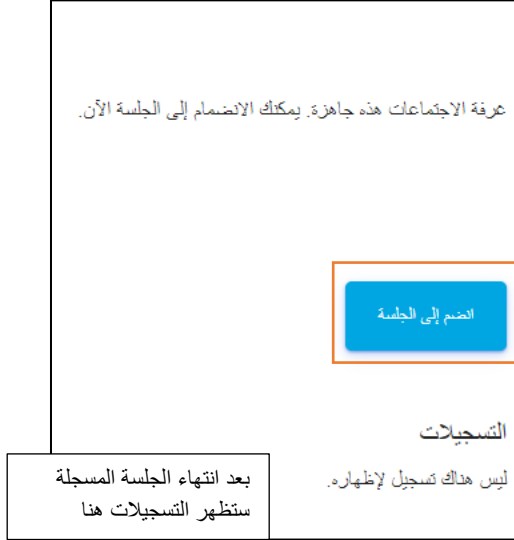 غرفة الاجتماعات هذه جاهزة. يمكنك الانضمام إلى الجلسة الآن.
انضم إلى الجلسة
التسجيلات
ليس هناك تسجيل لإظهاره.
بعد انتهاء الجلسة المسجلة
ستظهر التسجيلات هنا